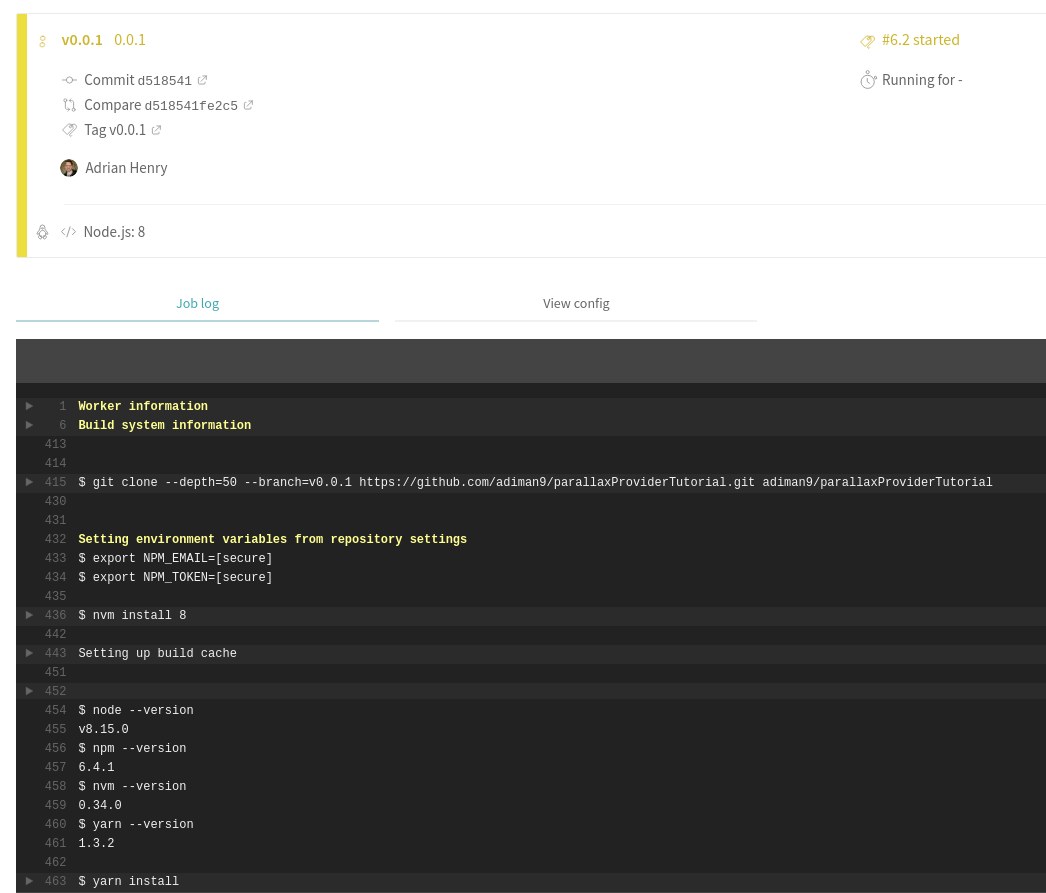 v0.0.1 0.0.1 #6.2 started
Commit d518541 Running for -
Compare d518541fe2c5
Tag v0.0.1
Adrian Henry
</> Node.js: 8
Job log View config
1 Worker information
6 Build system information
413
414
415 $ git clone --depth=50 --branch=v0.0.1 https://github.com/adiman9/parallaxProviderTutorial.git adiman9/parallaxProviderTutorial
430
431
432 Setting environment variables from repository settings
433 $ export NPM_EMAIL=[secure]
434 $ export NPM_TOKEN=[secure]
435
436 $ nvm install 8
442
443 Setting up build cache
451
452
454 $ node --version
455 v8.15.0
456 $ npm --version
457 6.4.1
458 $ nvm --version
459 0.34.0
460 $ yarn --version
461 1.3.2
462
463 $ yarn install